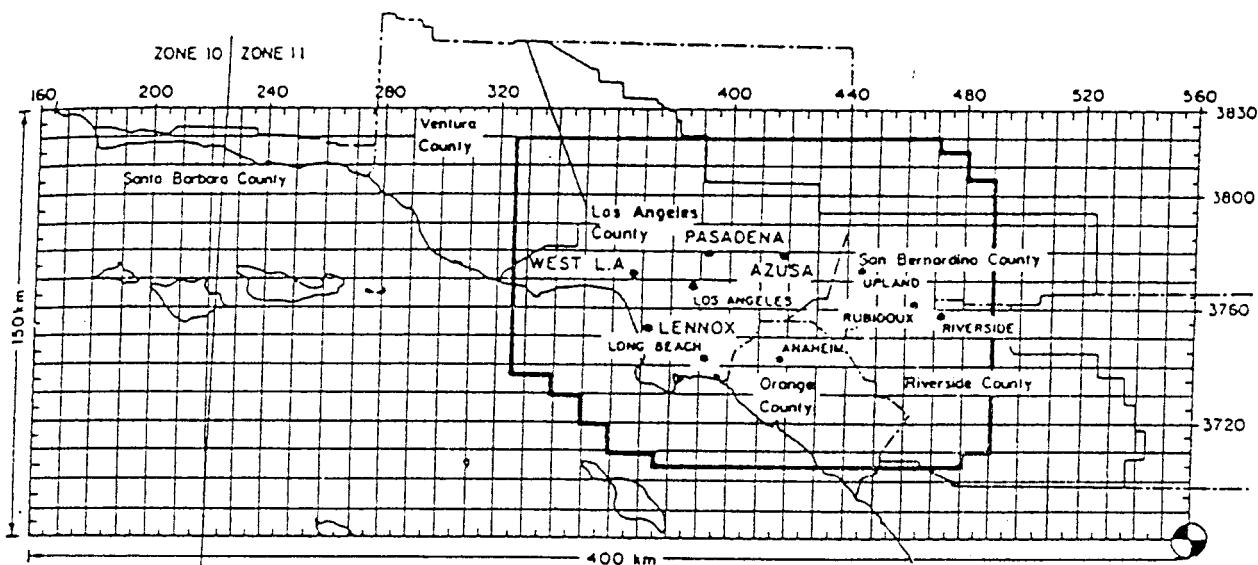 ZONE 10 ZONE 11
160 200 240 280 320 400 440 480 520 560
3830
Ventura
County
Santa Barbara County
3800
Los Angeles
County
PASADENA
WEST L.A
AZUSA
San Bernardino County
UPLAND
LOS ANGELES
3760
RUBIDOUX
RIVERSIDE
LENNOX
LONG BEACH
ANAHEIM
Orange
County
Riverside County
3720
150 km
400 km